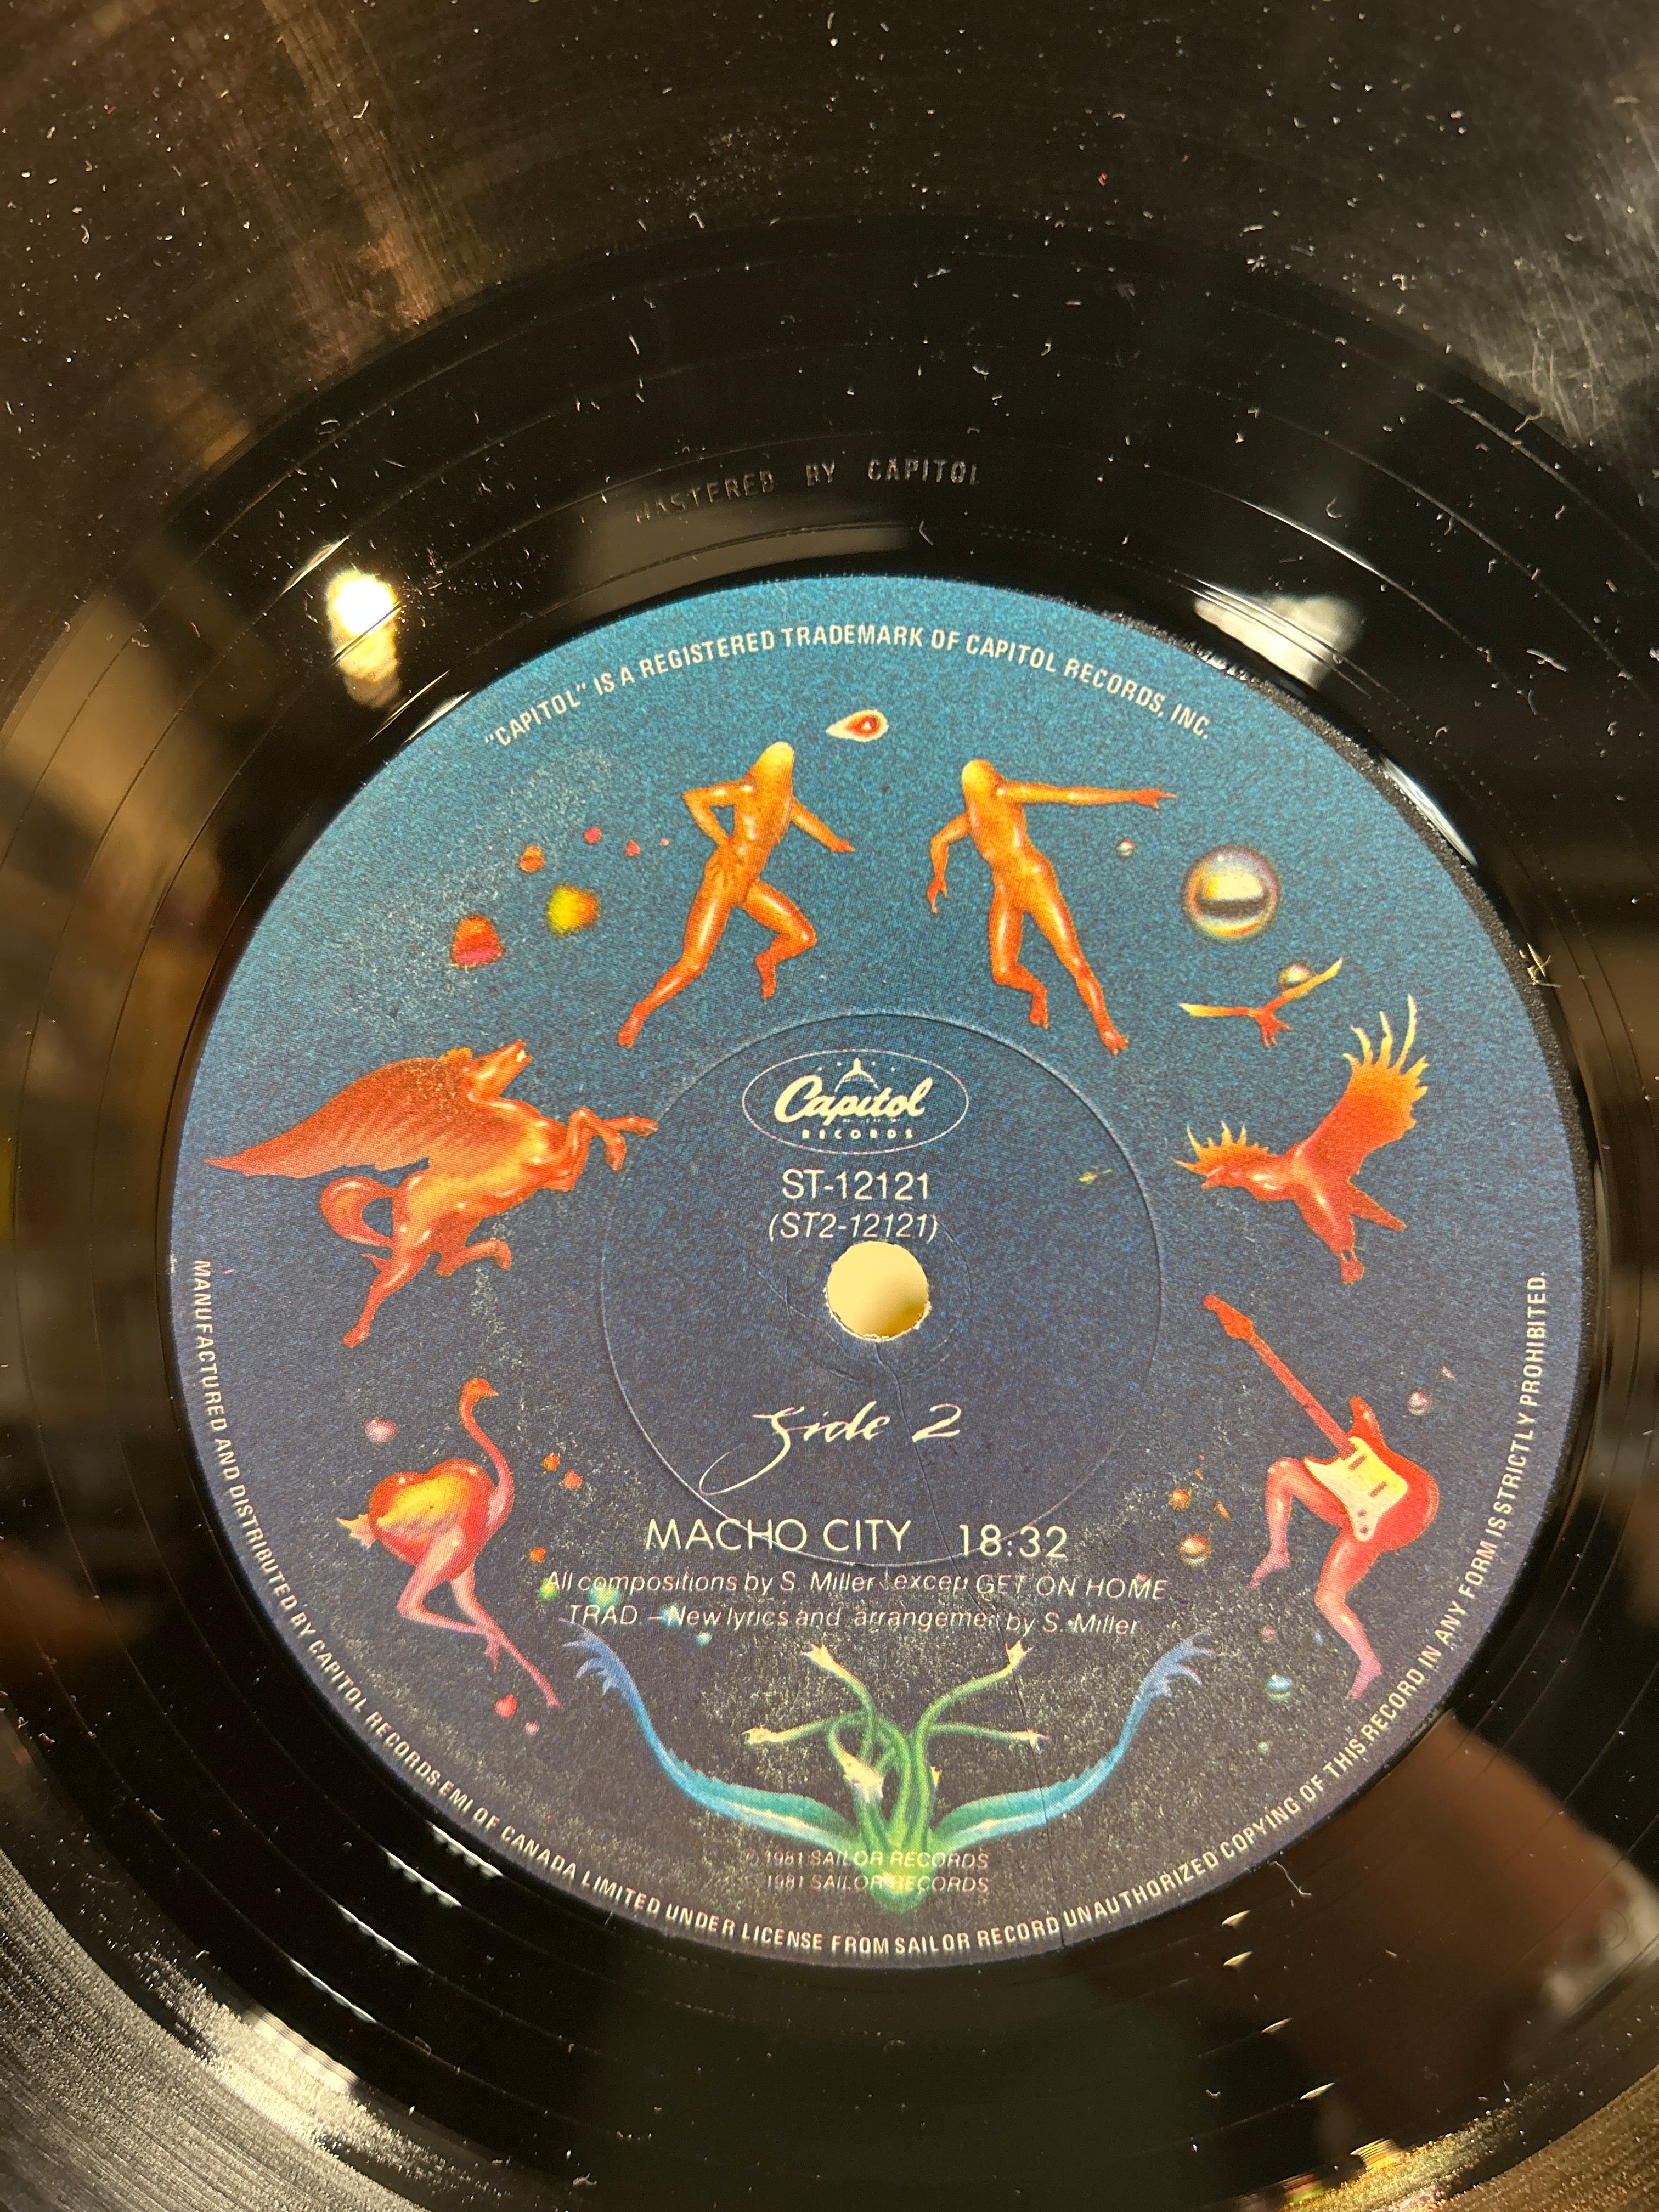 MASTERED BY CAPITOL
"CAPITOL" IS A REGISTERED TRADEMARK OF CAPITOL RECORDS, INC.
Capitol
RECORDS
ST-12121
(ST2-12121)
Side 2
MACHO CITY 18:32
All compositions by S. Miller excep GET ON HOME
TRAD. - New lyrics and arrangemen by S. Miller
1981 SAILOR RECORDS
1981 SAILOR RECORDS
MANUFACTURED AND DISTRIBUTED BY CAPITOL RECORDS EMI OF CANADA LIMITED UNDER LICENSE FROM SAILOR RECORD UNAUTHORIZED COPYING OF THIS RECORD IN ANY FORM IS STRICTLY PROHIBITED.